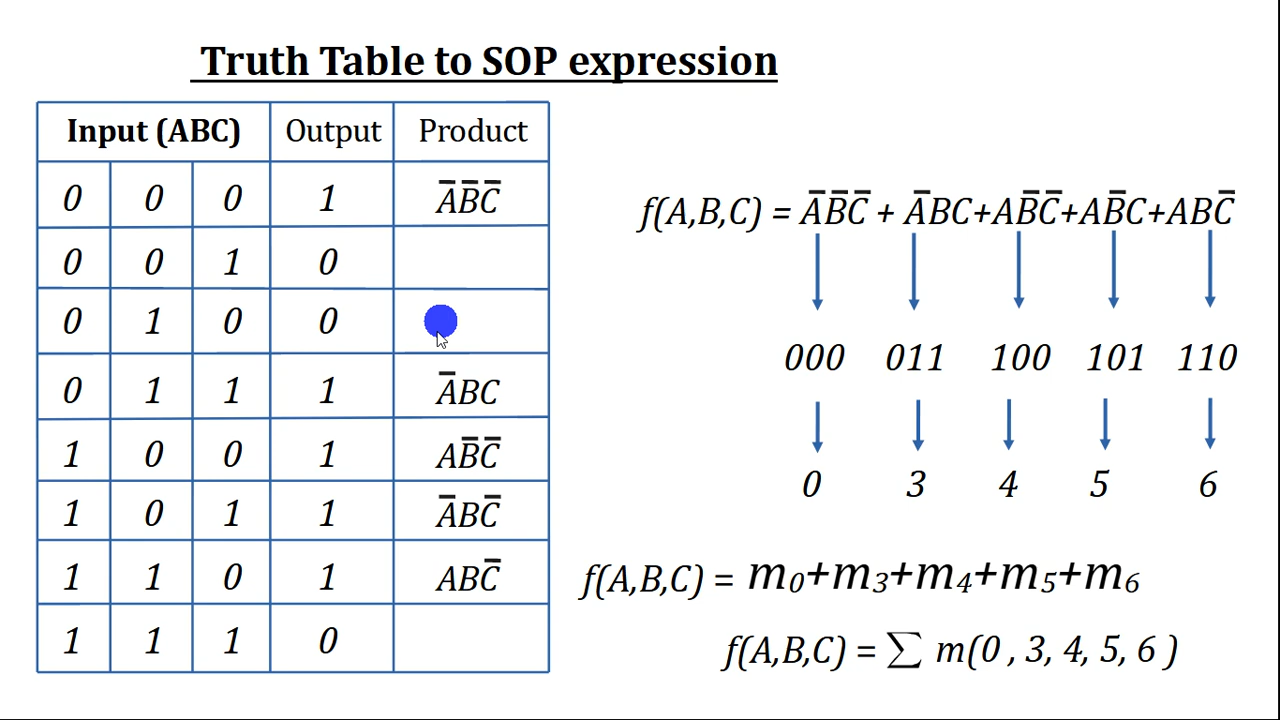 Truth Table to SOP expression
Input (ABC) Output Product
0 0 0 1 A̅B̅C̅
0 0 1 0
0 1 0 0
0 1 1 1 A̅BC
1 0 0 1 AB̅C̅
1 0 1 1 A̅BC̅
1 1 0 1 ABC̅
1 1 1 0
f(A,B,C) = A̅B̅C̅ + A̅BC+AB̅C̅+AB̅C+ABC̅
000 011 100 101 110
0 3 4 5 6
f(A,B,C) = m₀+m₃+m₄+m₅+m₆
f(A,B,C) = ∑ m(0 , 3, 4, 5, 6 )